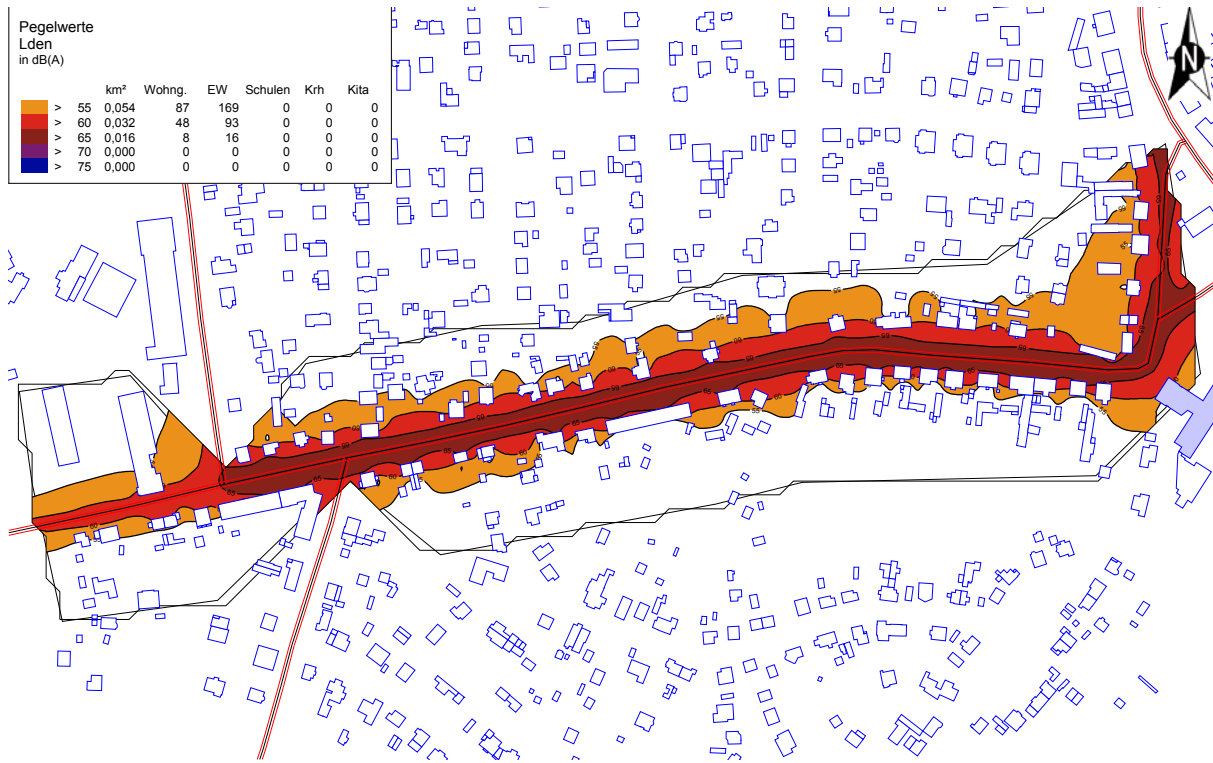 Pegelwerte
Lden
in dB(A)
km² Wohng. EW Schulen Krh Kita
> 55 0,054 87 169 0 0 0
> 60 0,032 48 93 0 0 0
> 65 0,016 8 16 0 0 0
> 70 0,000 0 0 0 0 0
> 75 0,000 0 0 0 0 0
N